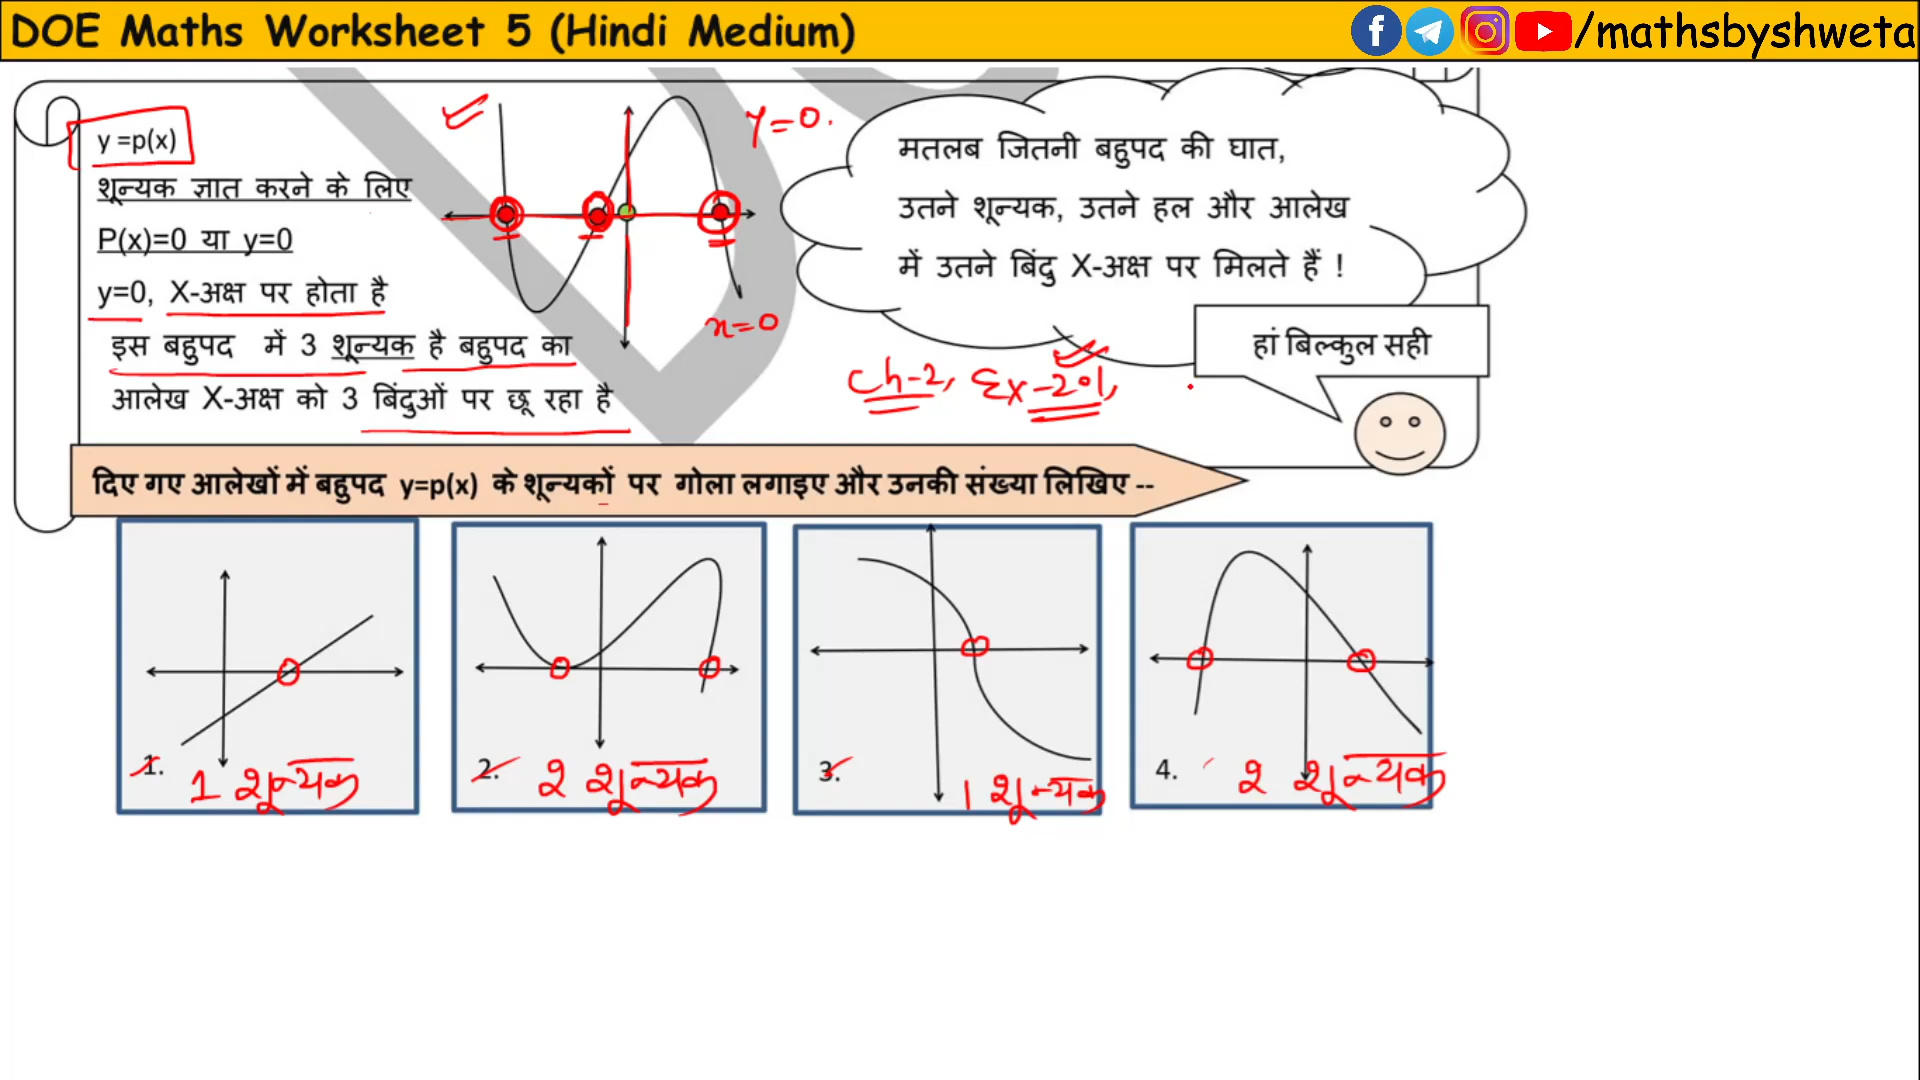 DOE Maths Worksheet 5 (Hindi Medium)
/mathsbyshweta
y =p(x)
शून्यक ज्ञात करने के लिए
P(x)=0 या y=0
y=0, X-अक्ष पर होता है
इस बहुपद में 3 शून्यक है बहुपद का
आलेख X-अक्ष को 3 बिंदुओं पर छू रहा है
y=0.
x=0
मतलब जितनी बहुपद की घात,
उतने शून्यक, उतने हल और आलेख
में उतने बिंदु X-अक्ष पर मिलते हैं !
हां बिल्कुल सही
Ch-2, Ex-2.1,
दिए गए आलेखों में बहुपद y=p(x) के शून्यकों पर गोला लगाइए और उनकी संख्या लिखिए --
1. 1 शून्यक
2. 2 शून्यक
3. 1 शून्यक
4. 2 शून्यक